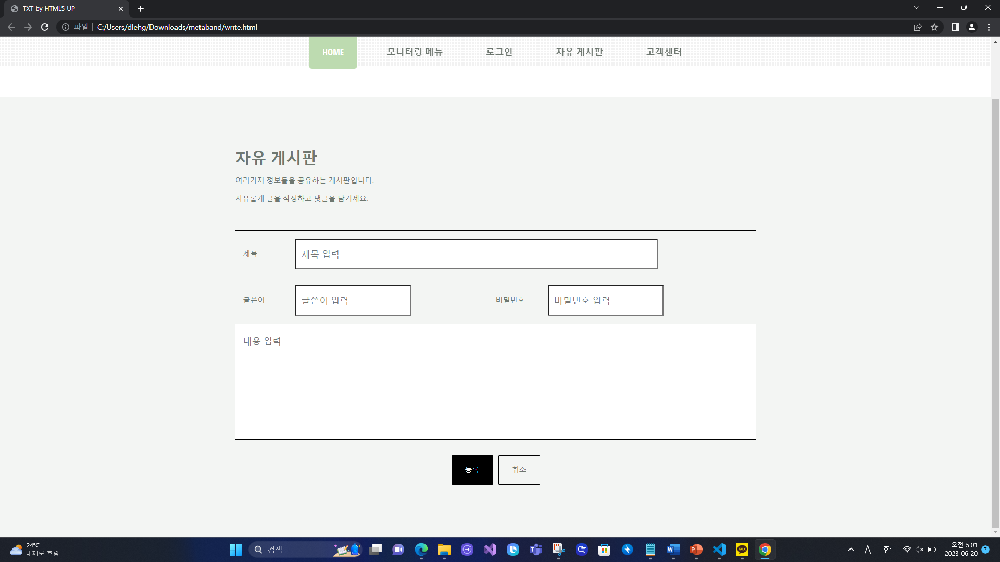 TXT by HTML5 UP
파일 C:/Users/dlehg/Downloads/metaband/write.html
HOME 모니터링 메뉴 로그인 자유 게시판 고객센터
자유 게시판
여러가지 정보들을 공유하는 게시판입니다.
자유롭게 글을 작성하고 댓글을 남기세요.
제목 제목 입력
글쓴이 글쓴이 입력 비밀번호 비밀번호 입력
내용 입력
등록 취소
24°C
대체로 흐림
검색
TALK
A 한
오전 5:01
2023-06-20
7